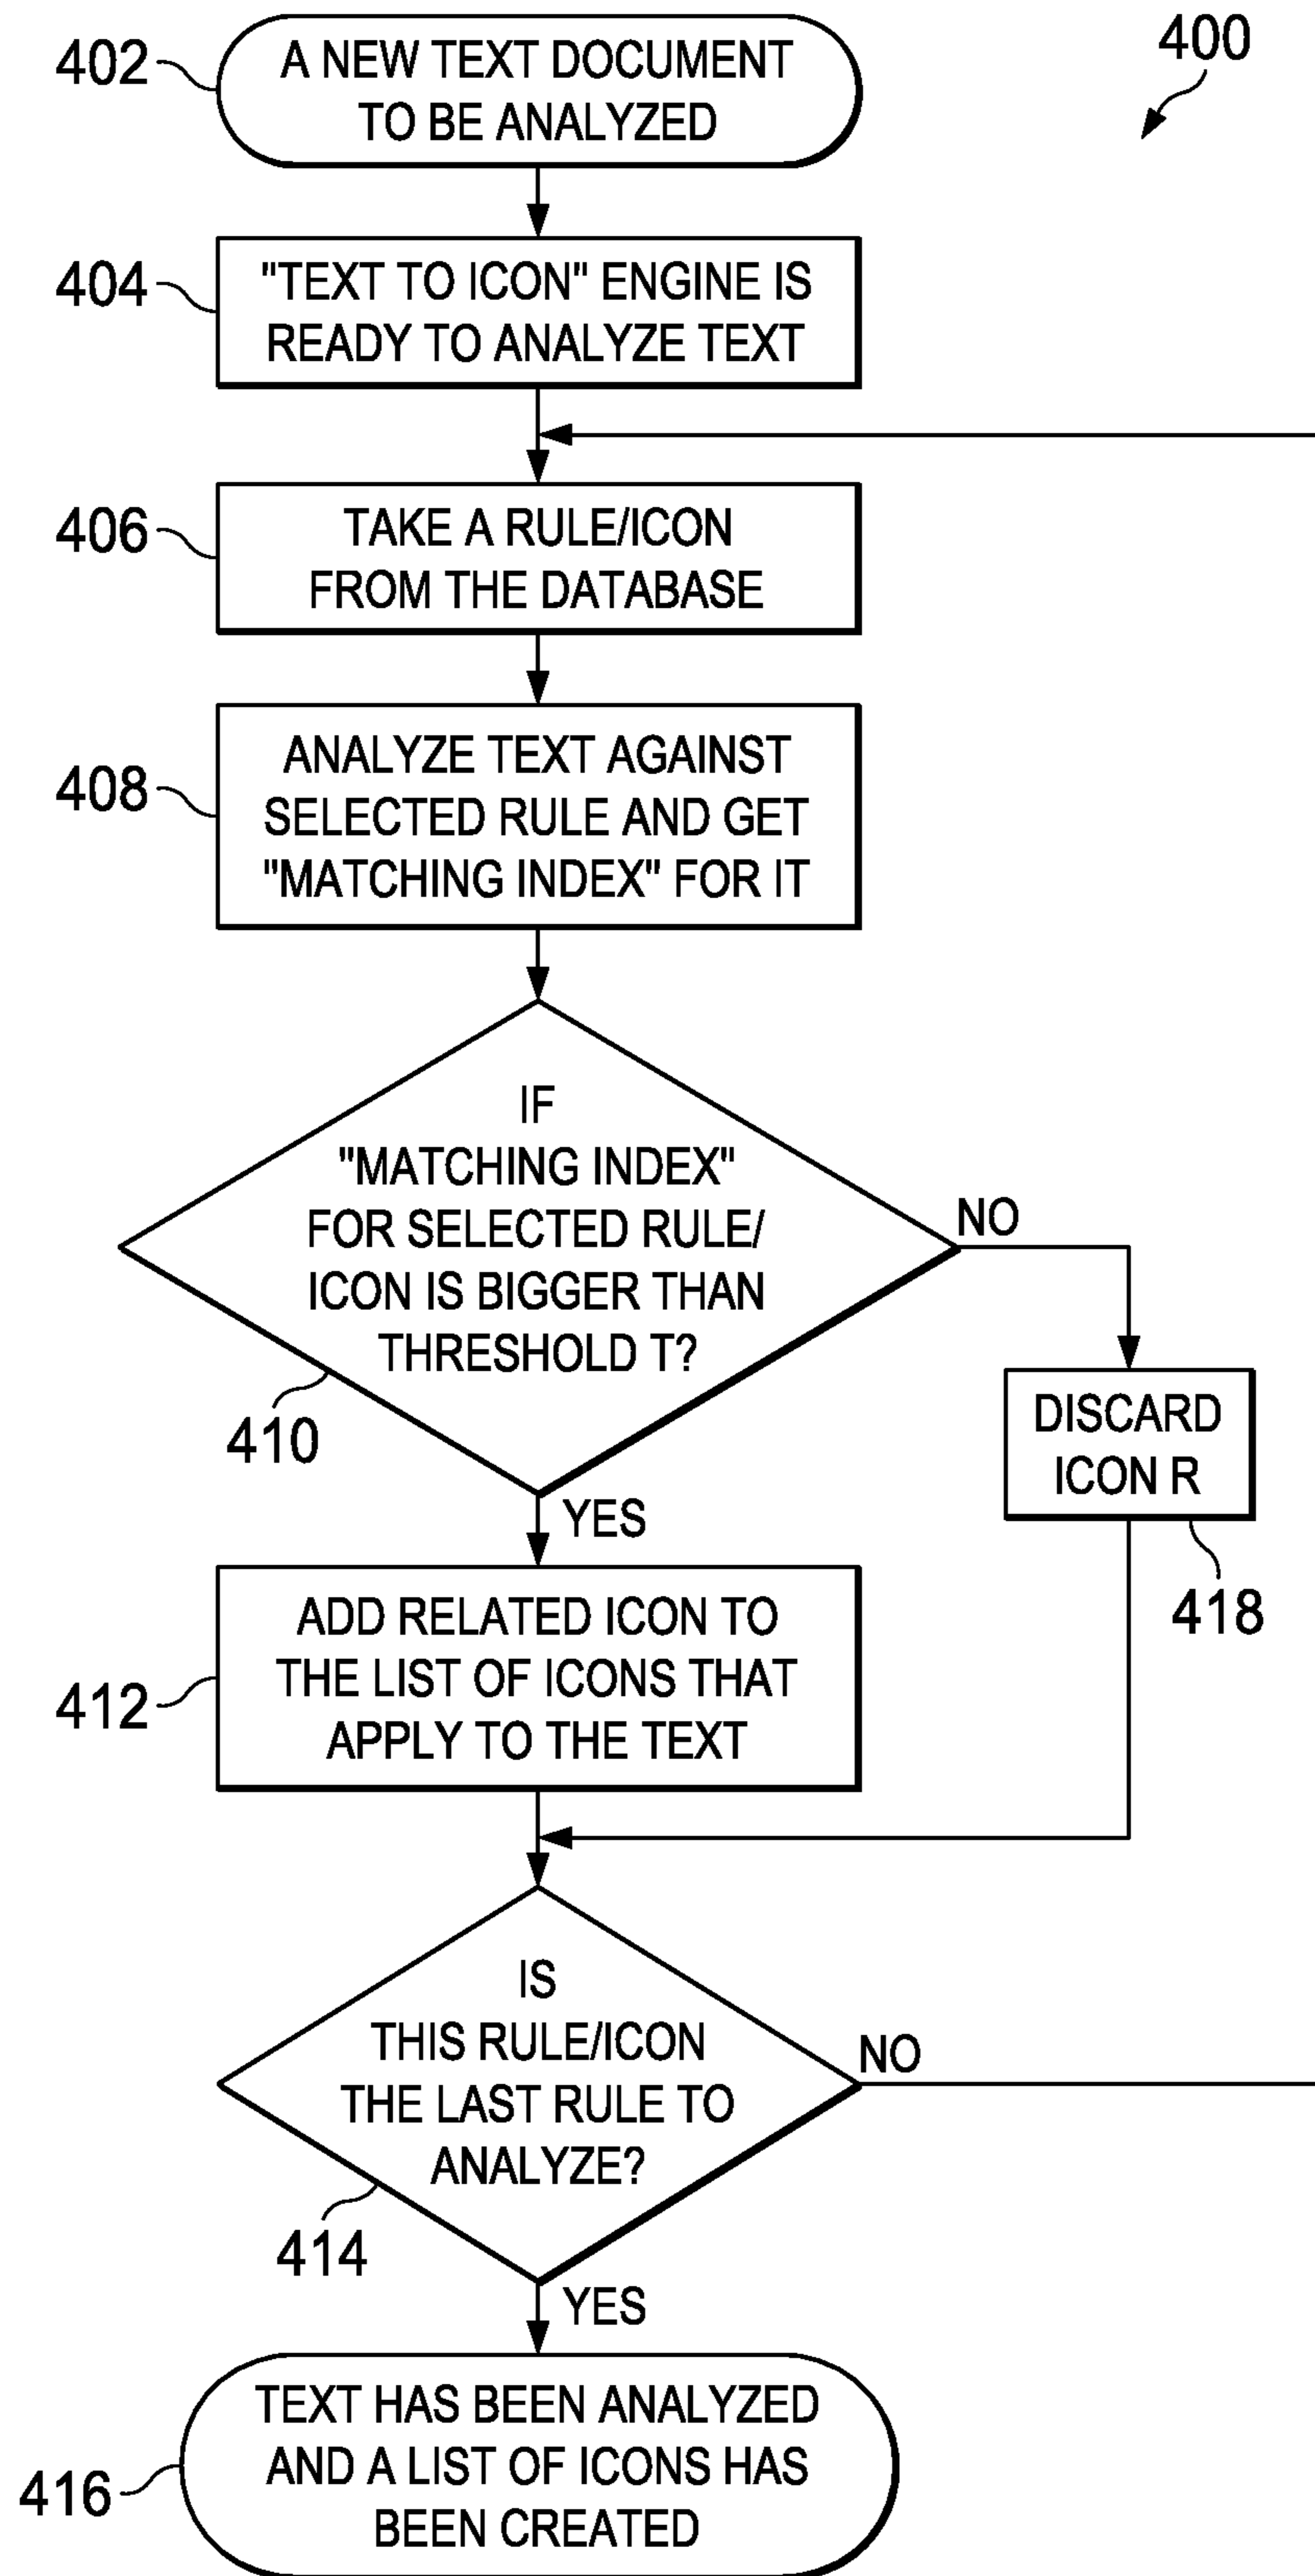 400
402
A NEW TEXT DOCUMENT
TO BE ANALYZED
404
"TEXT TO ICON" ENGINE IS
READY TO ANALYZE TEXT
406
TAKE A RULE/ICON
FROM THE DATABASE
408
ANALYZE TEXT AGAINST
SELECTED RULE AND GET
"MATCHING INDEX" FOR IT
IF
"MATCHING INDEX"
FOR SELECTED RULE/
ICON IS BIGGER THAN
THRESHOLD T?
410
NO
DISCARD
ICON R
418
YES
412
ADD RELATED ICON TO
THE LIST OF ICONS THAT
APPLY TO THE TEXT
IS
THIS RULE/ICON
THE LAST RULE TO
ANALYZE?
414
NO
YES
416
TEXT HAS BEEN ANALYZED
AND A LIST OF ICONS HAS
BEEN CREATED